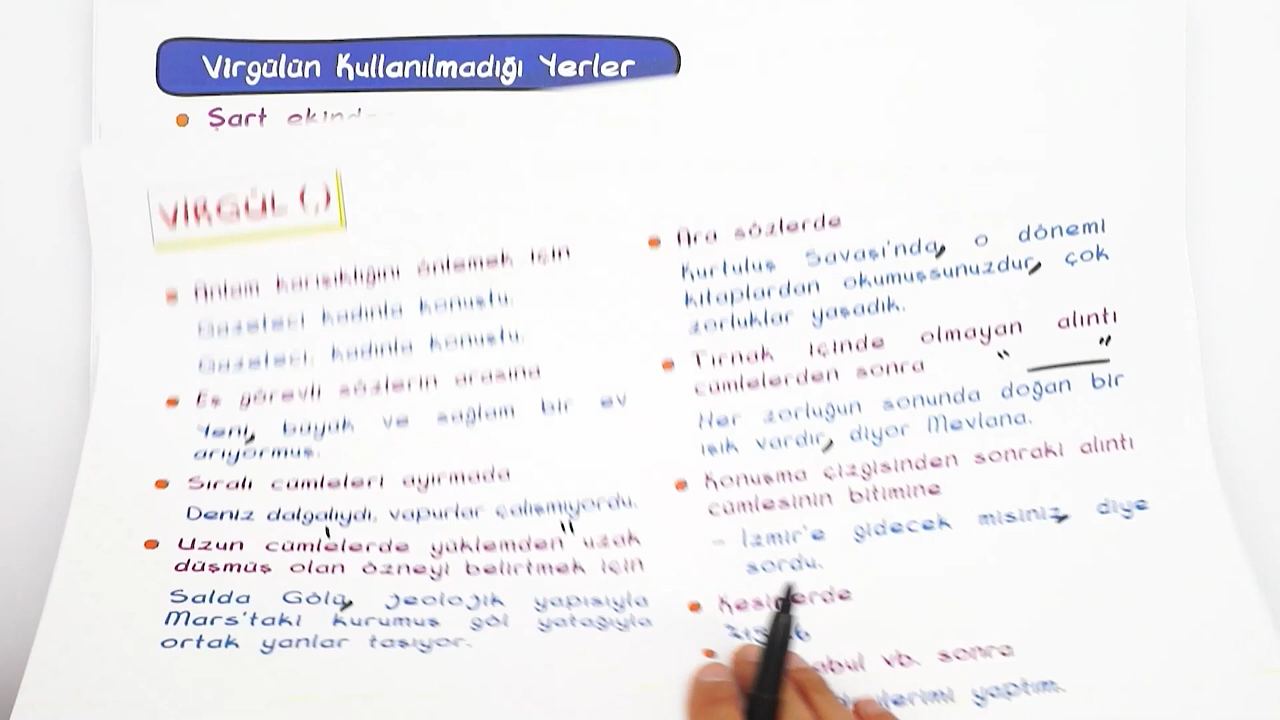 Virgülün Kullanılmadığı Yerler
Şart
VİRGÜL (,)
Anlam karışıklığını önlemek için
Gazeteci kadınla konuştu.
Gazeteci, kadınla konuştu.
Eş görevli sözlerin arasına
Yeni, büyük ve sağlam bir ev
arıyormuş.
Sıralı cümleleri ayırmada
Deniz dalgalıydı, vapurlar çalışmıyordu.
Uzun cümlelerde yüklemden uzak
düşmüş olan özneyi belirtmek için
Salda Gölü, jeolojik yapısıyla
Mars'taki kurumuş göl yatağıyla
ortak yanlar taşıyor.
Ara sözlerde
Kurtuluş Savaşı'nda, o dönemi
kitaplardan okumuşsunuzdur, çok
zorluklar yaşadık.
Tırnak içinde olmayan alıntı
cümlelerden sonra " "
Her zorluğun sonunda doğan bir
ışık vardır, diyor Mevlana.
Konuşma çizgisinden sonraki alıntı
cümlesinin bitimine
- İzmir'e gidecek misiniz, diye
sordu.
vb. sonra
yaptım.